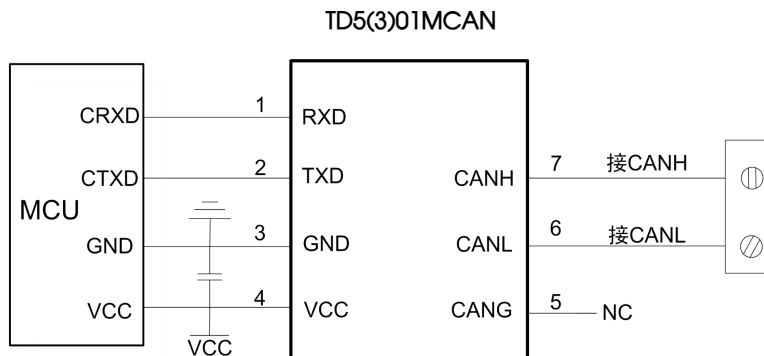 TD5(3)01MCAN
MCU
CRXD 1 RXD
CTXD 2 TXD
GND 3 GND
VCC 4 VCC
VCC
CANH 7 接CANH
CANL 6 接CANL
CANG 5 NC